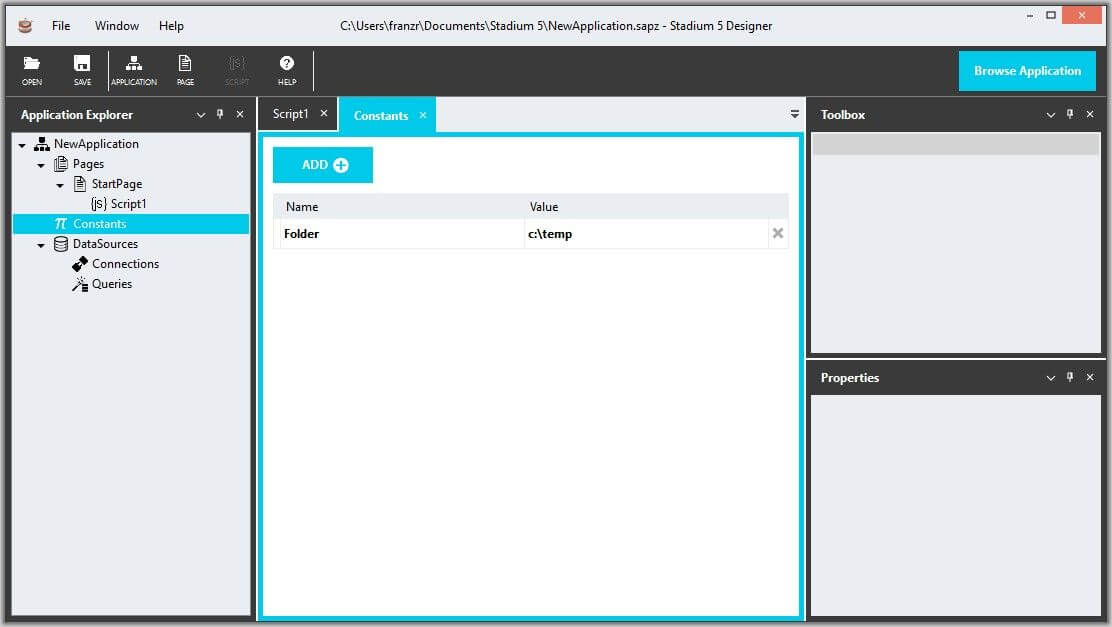 File Window Help C:\Users\franzr\Documents\Stadium 5\NewApplication.sapz - Stadium 5 Designer
OPEN SAVE APPLICATION PAGE SCRIPT HELP Browse Application
Application Explorer
NewApplication
Pages
StartPage
{js} Script1
π Constants
DataSources
Connections
Queries
Script1 Constants
ADD
Name Value
Folder c:\temp
Toolbox
Properties